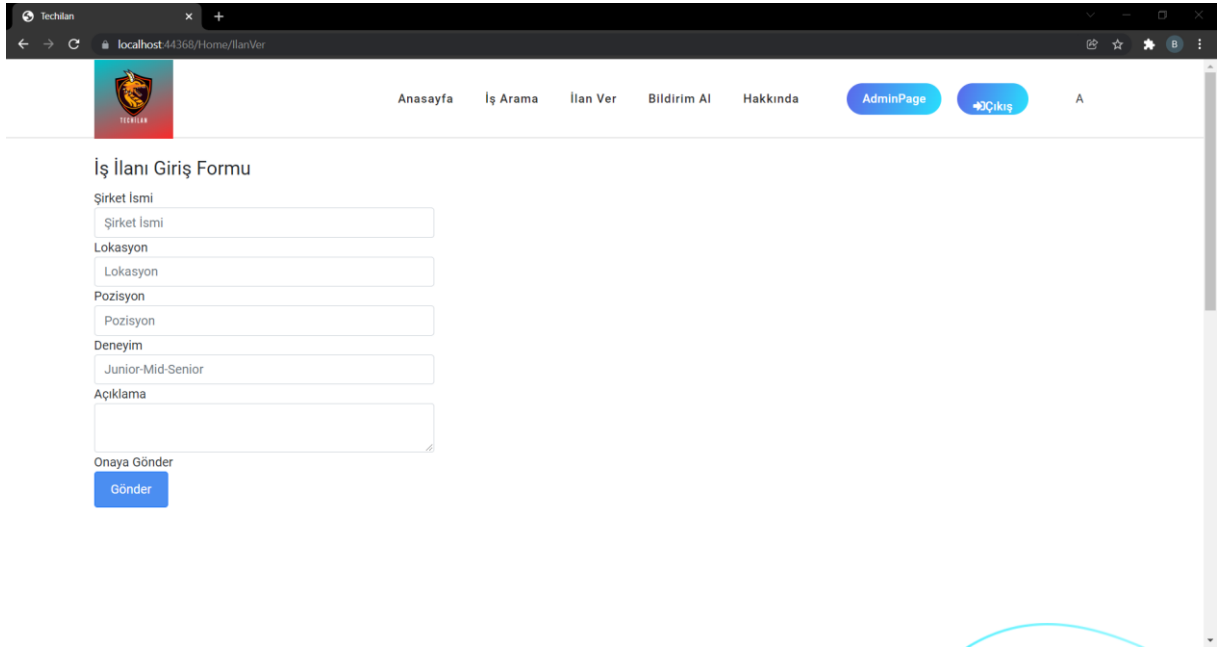 Techilan
localhost:44368/Home/IlanVer
B
TECHILAN
Anasayfa İş Arama İlan Ver Bildirim Al Hakkında AdminPage Çıkış A
İş İlanı Giriş Formu
Şirket İsmi
Şirket İsmi
Lokasyon
Lokasyon
Pozisyon
Pozisyon
Deneyim
Junior-Mid-Senior
Açıklama
Onaya Gönder
Gönder